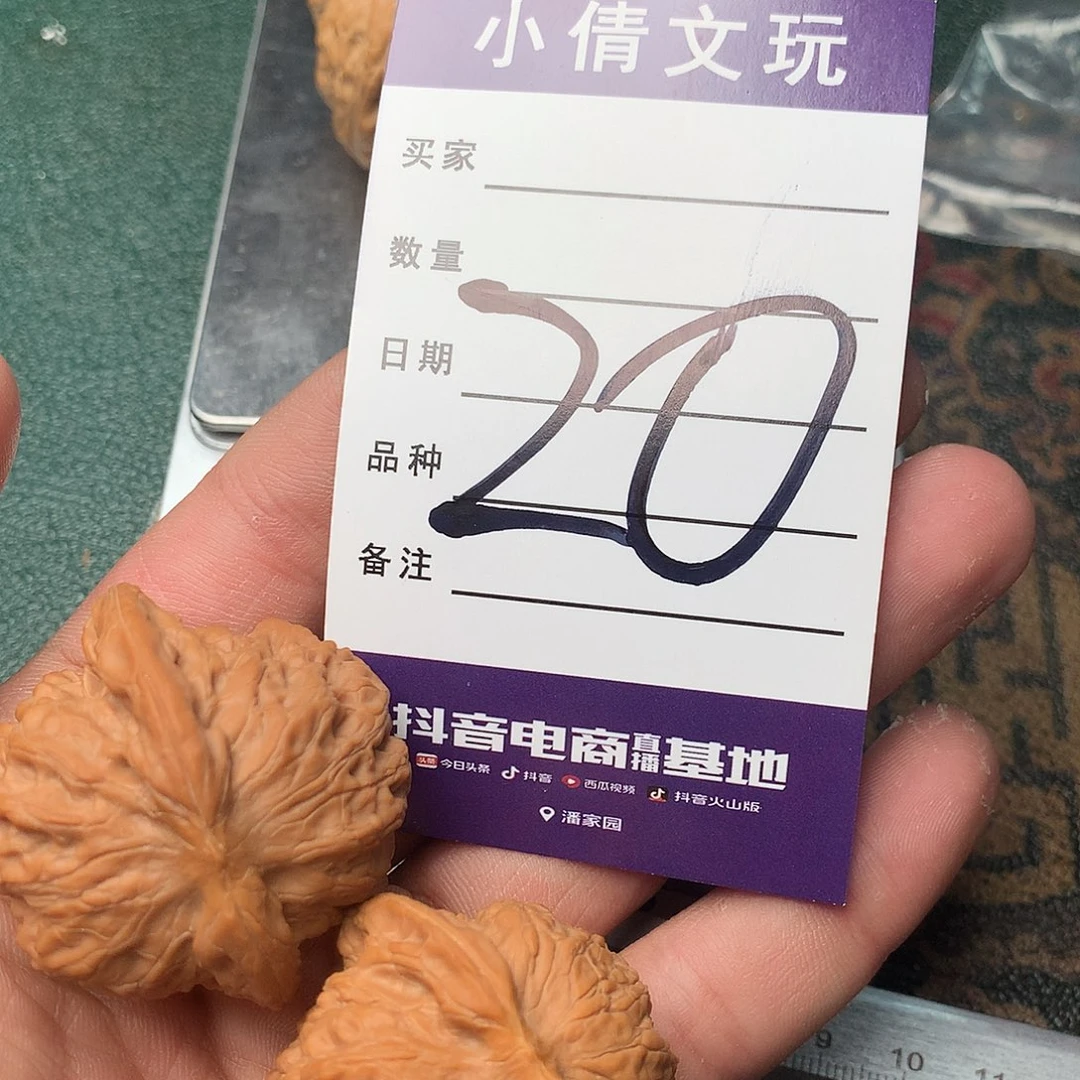 小倩文玩
买家
数量
日期
品种
备注
20
抖音电商直播基地
头条 今日头条 抖音 西瓜视频 抖音火山版
潘家园
9 10 11